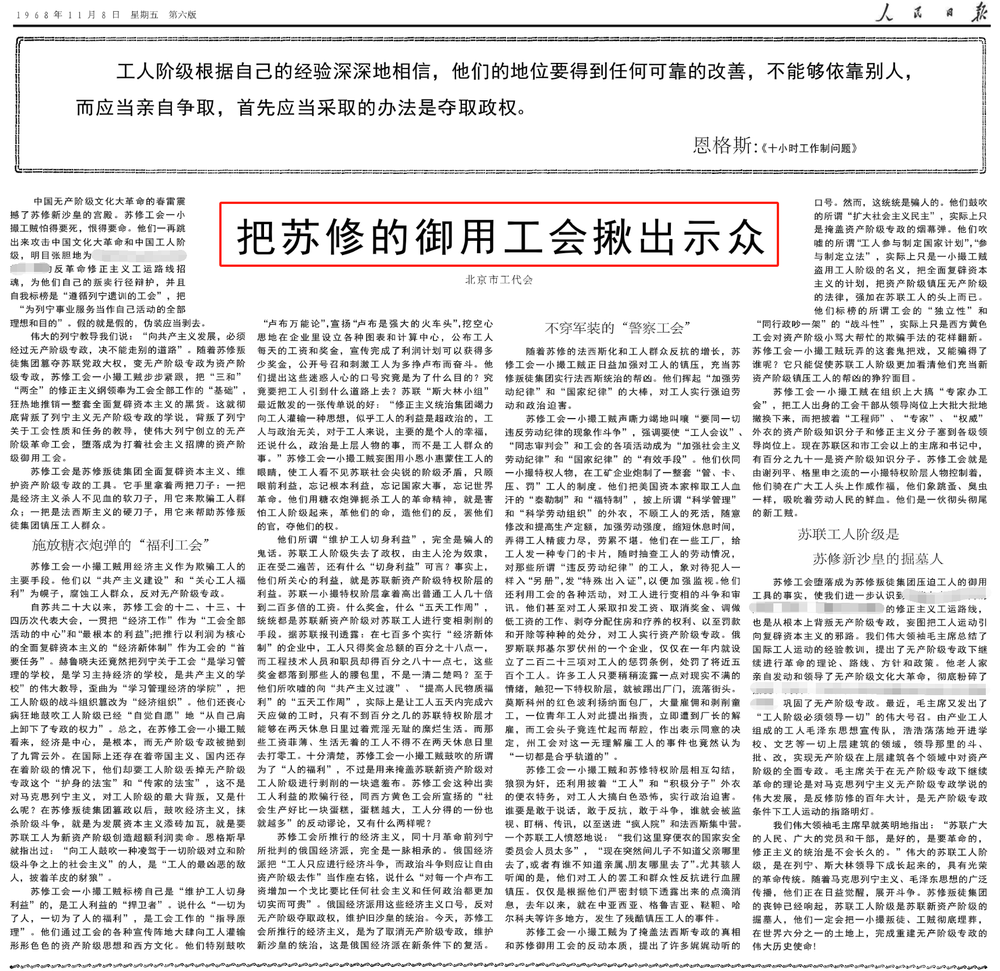 1968年11月8日 星期五 第六版
人民日报
工人阶级根据自己的经验深深地相信，他们的地位要得到任何可靠的改善，不能够依靠别人，
而应当亲自争取，首先应当采取的办法是夺取政权。
恩格斯：《十小时工作制问题》
把苏修的御用工会揪出示众
北京市工代会
中国无产阶级文化大革命的春雷震
撼了苏修新沙皇的宫殿。苏修工会一小
撮工贼怕得要死，恨得要命。他们一再跳
出来攻击中国文化大革命和中国工人阶
级，明目张胆地为
反革命修正主义工运路线招
魂，为他们自己的叛卖行径辩护，并且
自我标榜是“遵循列宁遗训的工会”，把
“为列宁事业服务当作自己活动的全部
理想和目的”。假的就是假的，伪装应当剥去。
伟大的列宁教导我们说：“向共产主义发展，必须
经过无产阶级专政，决不能走别的道路”。随着苏修叛
徒集团篡夺苏联党政大权，变无产阶级专政为资产阶
级专政，苏修工会一小撮工贼步步紧跟，把“三和”
“两全”的修正主义纲领奉为工会全部工作的“基础”，
狂热地推销一整套全面复辟资本主义的黑货。这就彻
底背叛了列宁主义无产阶级专政的学说，背叛了列宁
关于工会性质和任务的教导，使伟大列宁创立的无产
阶级革命工会，堕落成为打着社会主义招牌的资产阶
级御用工会。
苏修工会是苏修叛徒集团全面复辟资本主义、维
护资产阶级专政的工具。它手里拿着两把刀子：一把
是经济主义杀人不见血的软刀子，用它来欺骗工人群
众；一把是法西斯主义的硬刀子，用它来帮助苏修叛
徒集团镇压工人群众。
施放糖衣炮弹的“福利工会”
苏修工会一小撮工贼用经济主义作为欺骗工人的
主要手段。他们以“共产主义建设”和“关心工人福
利”为幌子，腐蚀工人群众，反对无产阶级专政。
自苏共二十大以来，苏修工会的十二、十三、十
四历次代表大会，一贯把“经济工作”作为“工会全部
活动的中心”和“最根本的利益”;把推行以利润为核心
的全面复辟资本主义的“经济新体制”作为工会的“首
要任务”。赫鲁晓夫还竟然把列宁关于工会“是学习管
理的学校，是学习主持经济的学校，是共产主义的学
校”的伟大教导，歪曲为“学习管理经济的学院”，把
工人阶级的战斗组织篡改为“经济组织”。他们还丧心
病狂地鼓吹工人阶级已经“自觉自愿”地“从自己肩
上卸下了专政的权力”。总之，在苏修工会一小撮工贼
看来，经济是中心，是根本，而无产阶级专政被抛到
了九霄云外。在国际上还存在着帝国主义、国内还存
在着阶级的情况下，他们却要工人阶级丢掉无产阶级
专政这个“护身的法宝”和“传家的法宝”，这不是
对马克思列宁主义，对工人阶级的最大背叛，又是什
么呢？在苏修叛徒集团篡政以后，鼓吹经济主义，抹
杀阶级斗争，就是为发展资本主义添砖加瓦，就是要
苏联工人为新资产阶级创造超额利润卖命。恩格斯早
就指出过：“向工人鼓吹一种凌驾于一切阶级对立和阶
级斗争之上的社会主义”的人，是“工人的最凶恶的敌
人，披着羊皮的豺狼”。
苏修工会一小撮工贼标榜自己是“维护工人切身
利益”的，是工人利益的“捍卫者”。说什么“一切为
了人，一切为了人的福利”，是工会工作的“指导原
理”。他们通过工会的各种宣传阵地大肆向工人灌输
形形色色的资产阶级思想和西方文化。他们特别鼓吹
“卢布万能论”,宣扬“卢布是强大的火车头”,挖空心
思地在企业里设立各种图表和计算中心，公布工人
每天的工资和奖金，宣传完成了利润计划可以获得多
少奖金，公开号召和刺激工人为多挣卢布而奋斗。他
们提出这些迷惑人心的口号究竟是为了什么目的？究
竟要把工人引到什么道路上去？苏联“斯大林小组”
最近散发的一张传单说的好：“修正主义统治集团竭力
向工人灌输一种思想，似乎工人的利益是超政治的，工
人与政治无关，对于工人来说，主要的是个人的幸福，
还说什么，政治是上层人物的事，而不是工人群众的
事。”苏修工会一小撮工贼妄图用小恩小惠蒙住工人的
眼睛，使工人看不见苏联社会尖锐的阶级矛盾，只顾
眼前利益，忘记根本利益，忘记国家大事，忘记世界
革命。他们用糖衣炮弹扼杀工人的革命精神，就是害
怕工人阶级起来，革他们的命，造他们的反，罢他们
的官，夺他们的权。
他们所谓“维护工人切身利益”，完全是骗人的
鬼话。苏联工人阶级失去了政权，由主人沦为奴隶，
正在受二遍苦，还有什么“切身利益”可言？事实上，
他们所关心的利益，就是苏联新资产阶级特权阶层的
利益。苏联一小撮特权阶层拿着高出普通工人几十倍
到二百多倍的工资。什么奖金，什么“五天工作周”，
统统都是苏联新资产阶级对苏联工人进行变相剥削的
手段。据苏联报刊透露：在七百多个实行“经济新体
制”的企业中，工人只得奖金总额的百分之十八点一，
而工程技术人员和职员却得百分之八十一点七，这些
奖金都落到那些人的腰包里，不是一清二楚吗？至于
他们所吹嘘的向“共产主义过渡”、“提高人民物质福
利”的“五天工作周”，实际上是让工人五天内完成六
天应做的工时，只有不到百分之几的苏联特权阶层才
能够在两天休息日里过着荒淫无耻的糜烂生活。而那
些工资菲薄、生活无着的工人不得不在两天休息日里
去打零工。十分清楚，苏修工会一小撮工贼鼓吹的所谓
为了“人的福利”，不过是用来掩盖苏联新资产阶级对
工人阶级进行剥削的一块遮羞布。苏修工会这种出卖
工人利益的欺骗行径，同西方黄色工会所宣扬的“社
会生产好比一块蛋糕，蛋糕越大，工人分得的一份也
就越多”的反动谬论，又有什么两样呢？
苏修工会所推行的经济主义，同十月革命前列宁
所批判的俄国经济派，完全是一脉相承的。俄国经济
派把“工人只应进行经济斗争，而政治斗争则应让自由
资产阶级去作”当作座右铭，说什么“对每一个卢布工
资增加一个戈比要比任何社会主义和任何政治都更加
切实而可贵”。俄国经济派用这些经济主义口号，反对
无产阶级夺取政权，维护旧沙皇的统治。今天，苏修工
会所推行的经济主义，是为了取消无产阶级专政，维护
新沙皇的统治，这是俄国经济派在新条件下的复活。
不穿军装的“警察工会”
随着苏修的法西斯化和工人群众反抗的增长，苏
修工会一小撮工贼正日益加强对工人的镇压，充当苏
修叛徒集团实行法西斯统治的帮凶。他们挥起“加强劳
动纪律”和“国家纪律”的大棒，对工人实行强迫劳
动和政治迫害。
苏修工会一小撮工贼声嘶力竭地叫嚷“要同一切
违反劳动纪律的现象作斗争”，强调要使“工人会议”、
“同志审判会”和工会的各项活动成为“加强社会主义
劳动纪律”和“国家纪律”的“有效手段”。他们伙同
一小撮特权人物，在工矿企业炮制了一整套“管、卡、
压、罚”工人的制度。他们把美国资本家榨取工人血
汗的“泰勒制”和“福特制”，披上所谓“科学管理”
和“科学劳动组织”的外衣，不顾工人的死活，随意
修改和提高生产定额，加强劳动强度，缩短休息时间，
弄得工人精疲力尽，劳累不堪。他们在一些工厂，给
工人发一种专门的卡片，随时抽查工人的劳动情况，
对那些所谓“违反劳动纪律”的工人，象对待犯人一
样入“另册”,发“特殊出入证”,以便加强监视。他们
还利用工会的各种活动，对工人进行变相的斗争和审
讯。他们甚至对工人采取扣发工资、取消奖金、调做
低工资的工作、剥夺分配住房和疗养的权利、以至罚款
和开除等种种的处分，对工人实行资产阶级专政。俄
罗斯联邦基尔罗伏州的一个企业，仅仅在一年内就设
立了二百二十三项对工人的惩罚条例，处罚了将近五
百个工人。许多工人只要稍稍流露一点对现实不满的
情绪，触犯一下特权阶层，就被踢出厂门，流落街头。
莫斯科州的红色波利扬纳面包厂，大量雇佣和剥削童
工，一位青年工人对此提出指责，立即遭到厂长的解
雇，而工会头子竟连忙起而帮腔，作出表示同意的决
定，州工会对这一无理解雇工人的事件也竟然认为
“一切都是合乎轨道的”。
苏修工会一小撮工贼和苏修特权阶层相互勾结，
狼狈为奸，还利用披着“工人”和“积极分子”外衣
的便衣特务，对工人大搞白色恐怖，实行政治迫害。
谁要是敢于说话，敢于反抗，敢于斗争，谁就会被监
视、盯梢、传讯，以至送进“疯人院”和法西斯集中营。
一个苏联工人愤怒地说：“我们这里穿便衣的国家安全
委员会人员太多”，“现在突然间儿子不知道父亲哪里
去了,或者有谁不知道亲属、朋友哪里去了”。尤其骇人
听闻的是，他们对工人的罢工和群众性反抗进行血腥
镇压。仅仅是根据他们严密封锁下透露出来的点滴消
息，去年以来，就在中亚西亚、格鲁吉亚、鞑靼、哈
尔科夫等许多地方，发生了残酷镇压工人的事件。
苏修工会一小撮工贼为了掩盖法西斯专政的真相
和苏修御用工会的反动本质，提出了许多娓娓动听的
口号。然而，这统统是骗人的。他们鼓吹
的所谓“扩大社会主义民主”，实际上只
是掩盖资产阶级专政的烟幕弹。他们吹
嘘的所谓“工人参与制定国家计划”,“参
与制定立法”，实际上只是一小撮工贼
盗用工人阶级的名义，把全面复辟资本
主义的计划，把资产阶级镇压无产阶级
的法律，强加在苏联工人的头上而已。
他们标榜的所谓工会的“独立性”和
“同行政吵一架”的“战斗性”，实际上只是西方黄色
工会对资产阶级小骂大帮忙的欺骗手法的花样翻新。
苏修工会一小撮工贼玩弄的这套鬼把戏，又能骗得了
谁呢？它只能促使苏联工人阶级更加看清他们充当新
资产阶级镇压工人的帮凶的狰狞面目。
苏修工会一小撮工贼在组织上大搞“专家办工
会”，把工人出身的工会干部从领导岗位上大批大批地
撤换下来，而把披着“工程师”、“专家”、“权威”
外衣的资产阶级知识分子和修正主义分子塞到各级领
导岗位上。现在苏联区和市工会以上的主席和书记中，
有百分之九十一是资产阶级知识分子。苏修工会就是
由谢列平、格里申之流的一小撮特权阶层人物控制着，
他们骑在广大工人头上作威作福，他们象跳蚤、臭虫
一样，吸吮着劳动人民的鲜血。他们是一伙彻头彻尾
的新工贼。
苏联工人阶级是
苏修新沙皇的掘墓人
苏修工会堕落成为苏修叛徒集团压迫工人的御用
工具的事实，使我们进一步认识到
的修正主义工运路线，
也是从根本上背叛无产阶级专政，妄图把工人运动引
向复辟资本主义的邪路。我们伟大领袖毛主席总结了
国际工人运动的经验教训，提出了无产阶级专政下继
续进行革命的理论、路线、方针和政策。他老人家
亲自发动和领导了无产阶级文化大革命，彻底粉碎了
巩固了无产阶级专政。最近，毛主席又发出了
“工人阶级必须领导一切”的伟大号召。由产业工人
组成的工人毛泽东思想宣传队，浩浩荡荡地开进学
校、文艺等一切上层建筑的领域，领导那里的斗、
批、改，实现无产阶级在上层建筑各个领域中对资产
阶级的全面专政。毛主席关于在无产阶级专政下继续
革命的理论是对马克思列宁主义无产阶级专政学说的
伟大发展，是反修防修的百年大计，是无产阶级专政
条件下工人运动的指路明灯。
我们伟大领袖毛主席早就英明地指出：“苏联广大
的人民、广大的党员和干部，是好的，是要革命的，
修正主义的统治是不会长久的。”伟大的苏联工人阶
级，是在列宁、斯大林领导下成长起来的，具有光荣
的革命传统。随着马克思列宁主义、毛泽东思想的广泛
传播，他们正在日益觉醒，展开斗争。苏修叛徒集团
的丧钟已经响起，苏联工人阶级是苏联新资产阶级的
掘墓人，他们一定会把一小撮叛徒、工贼彻底埋葬，
在世界六分之一的土地上，完成重建无产阶级专政的
伟大历史使命！